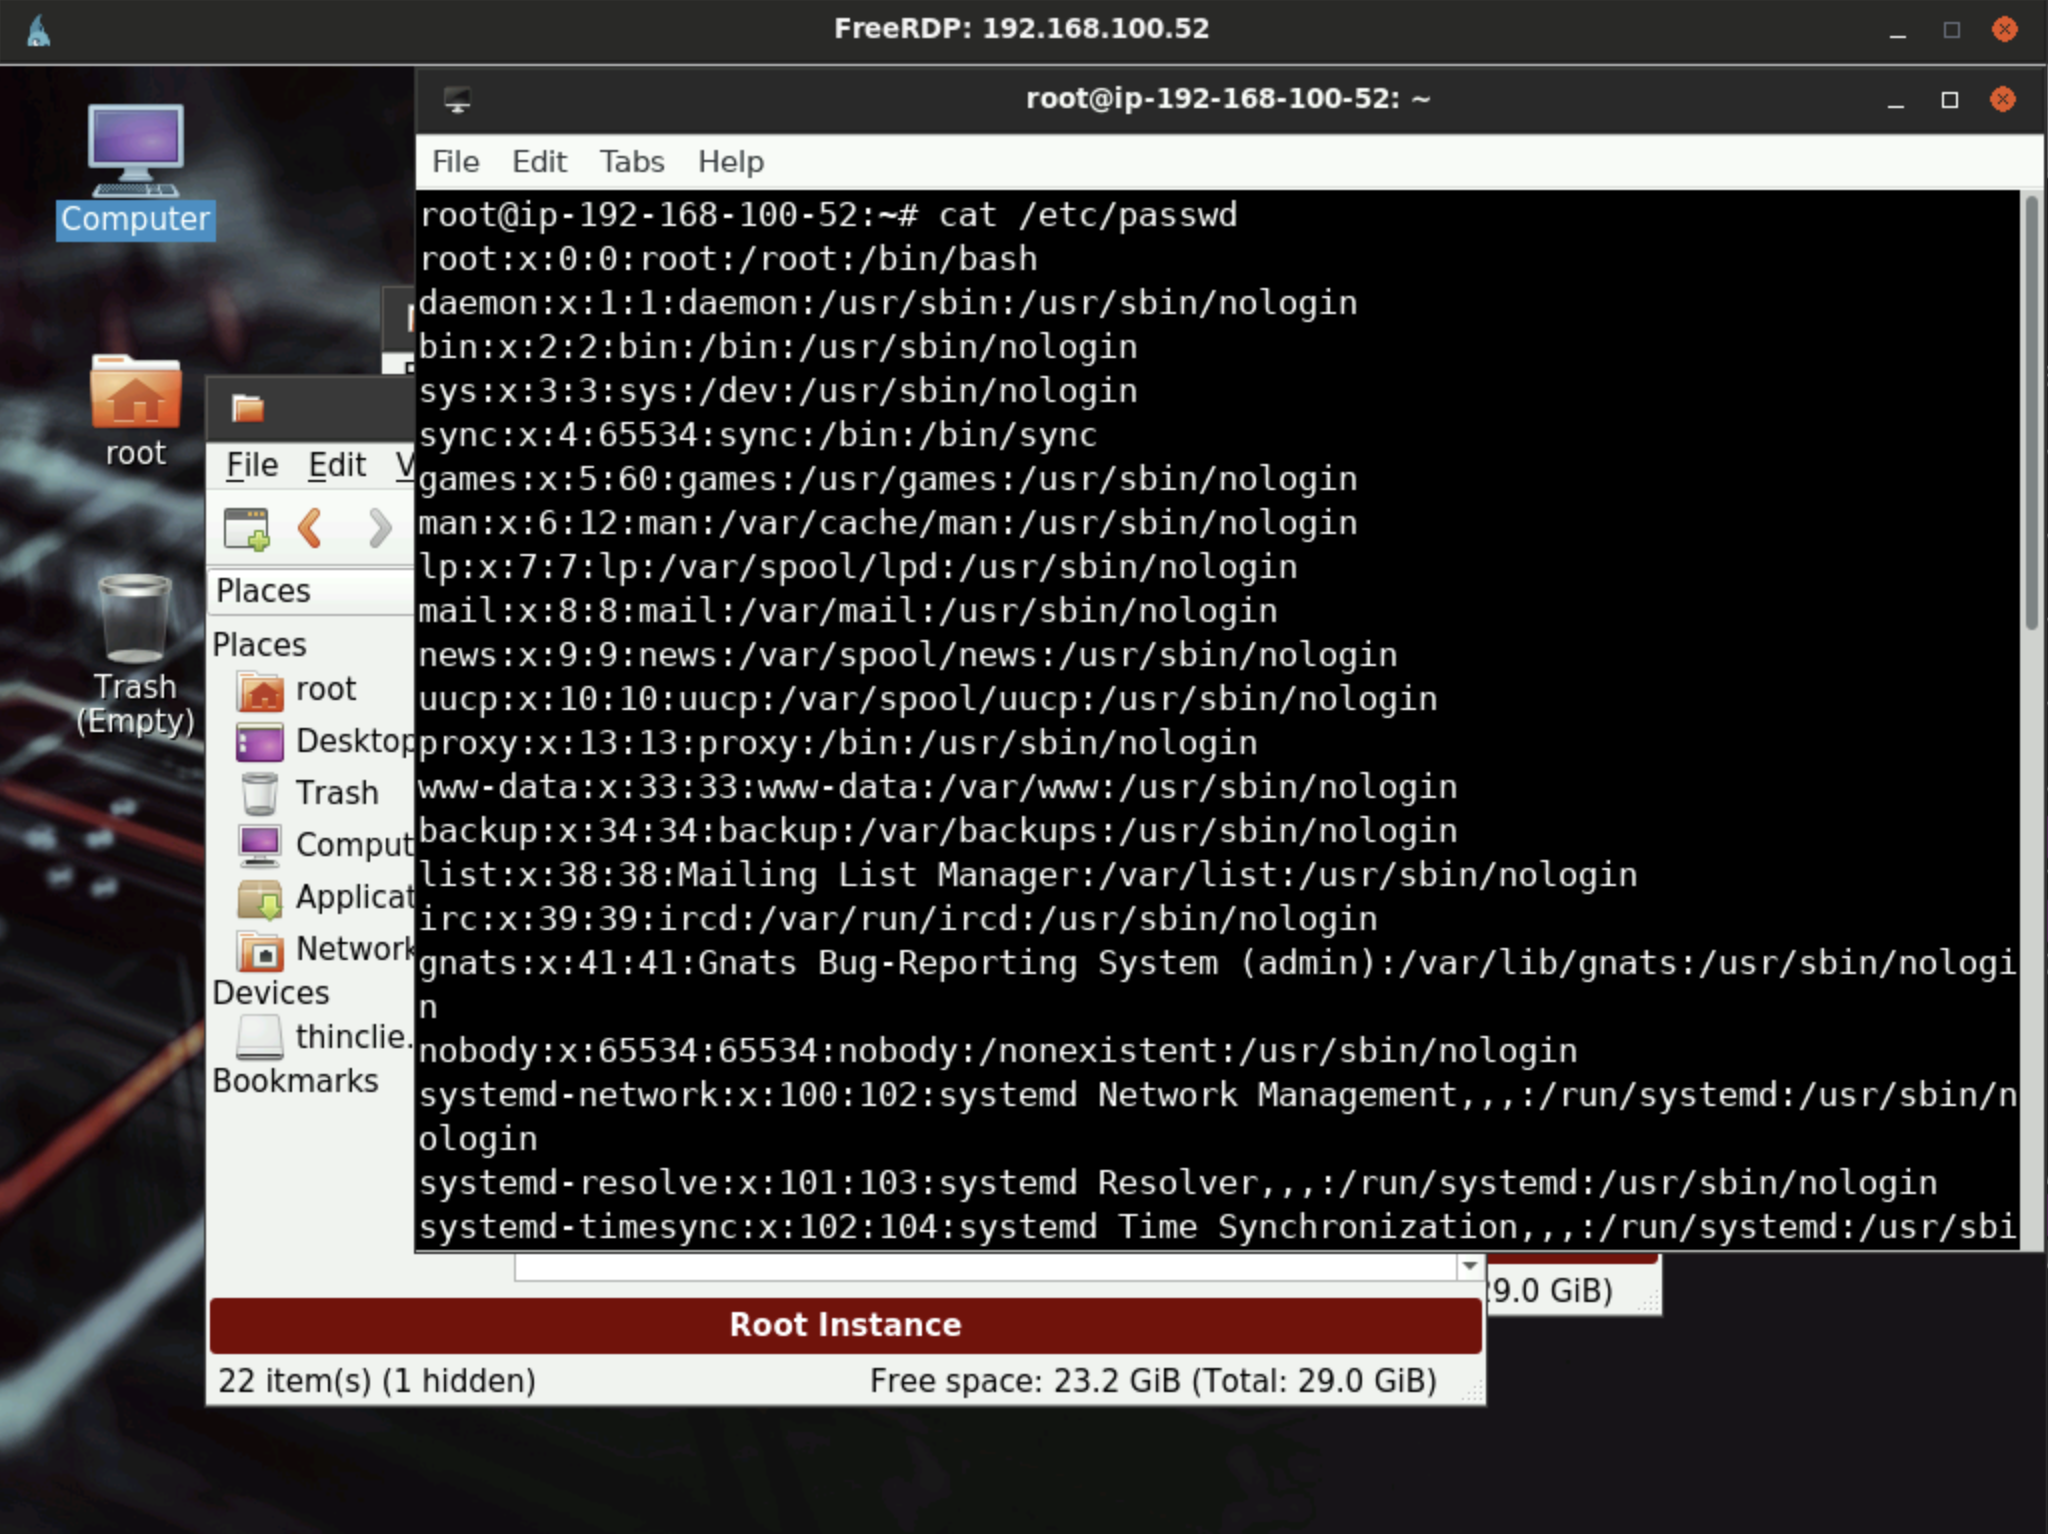 FreeRDP: 192.168.100.52
root@ip-192-168-100-52: ~
File Edit Tabs Help
root@ip-192-168-100-52:~# cat /etc/passwd
root:x:0:0:root:/root:/bin/bash
daemon:x:1:1:daemon:/usr/sbin:/usr/sbin/nologin
bin:x:2:2:bin:/bin:/usr/sbin/nologin
sys:x:3:3:sys:/dev:/usr/sbin/nologin
sync:x:4:65534:sync:/bin:/bin/sync
games:x:5:60:games:/usr/games:/usr/sbin/nologin
man:x:6:12:man:/var/cache/man:/usr/sbin/nologin
lp:x:7:7:lp:/var/spool/lpd:/usr/sbin/nologin
mail:x:8:8:mail:/var/mail:/usr/sbin/nologin
news:x:9:9:news:/var/spool/news:/usr/sbin/nologin
uucp:x:10:10:uucp:/var/spool/uucp:/usr/sbin/nologin
proxy:x:13:13:proxy:/bin:/usr/sbin/nologin
www-data:x:33:33:www-data:/var/www:/usr/sbin/nologin
backup:x:34:34:backup:/var/backups:/usr/sbin/nologin
list:x:38:38:Mailing List Manager:/var/list:/usr/sbin/nologin
irc:x:39:39:ircd:/var/run/ircd:/usr/sbin/nologin
gnats:x:41:41:Gnats Bug-Reporting System (admin):/var/lib/gnats:/usr/sbin/nologi
n
nobody:x:65534:65534:nobody:/nonexistent:/usr/sbin/nologin
systemd-network:x:100:102:systemd Network Management,,,:/run/systemd:/usr/sbin/n
ologin
systemd-resolve:x:101:103:systemd Resolver,,,:/run/systemd:/usr/sbin/nologin
systemd-timesync:x:102:104:systemd Time Synchronization,,,:/run/systemd:/usr/sbi
Computer
root
Trash
(Empty)
File Edit V
Places
Places
root
Desktop
Trash
Comput
Applicat
Network
Devices
thinclie.
Bookmarks
9.0 GiB)
Root Instance
22 item(s) (1 hidden) Free space: 23.2 GiB (Total: 29.0 GiB)